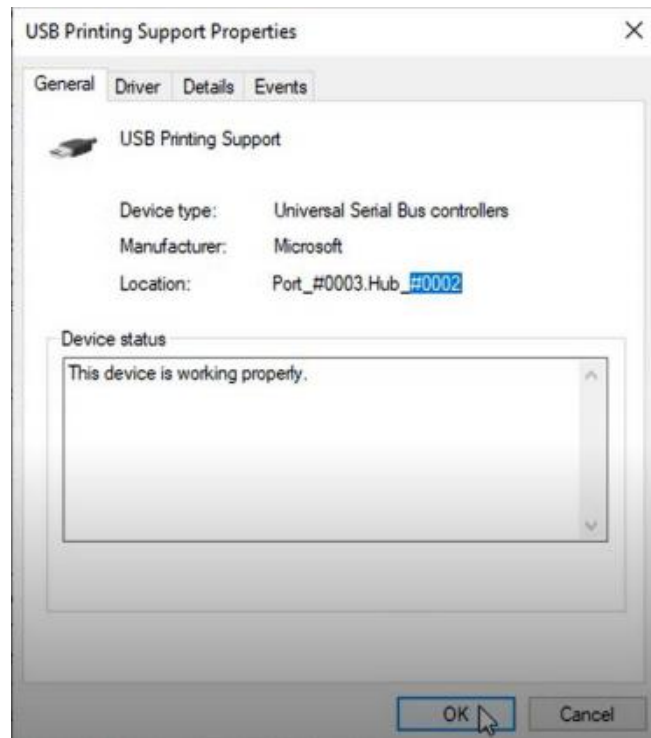 USB Printing Support Properties
General Driver Details Events
USB Printing Support
Device type: Universal Serial Bus controllers
Manufacturer: Microsoft
Location: Port_#0003.Hub_#0002
Device status
This device is working properly.
OK Cancel